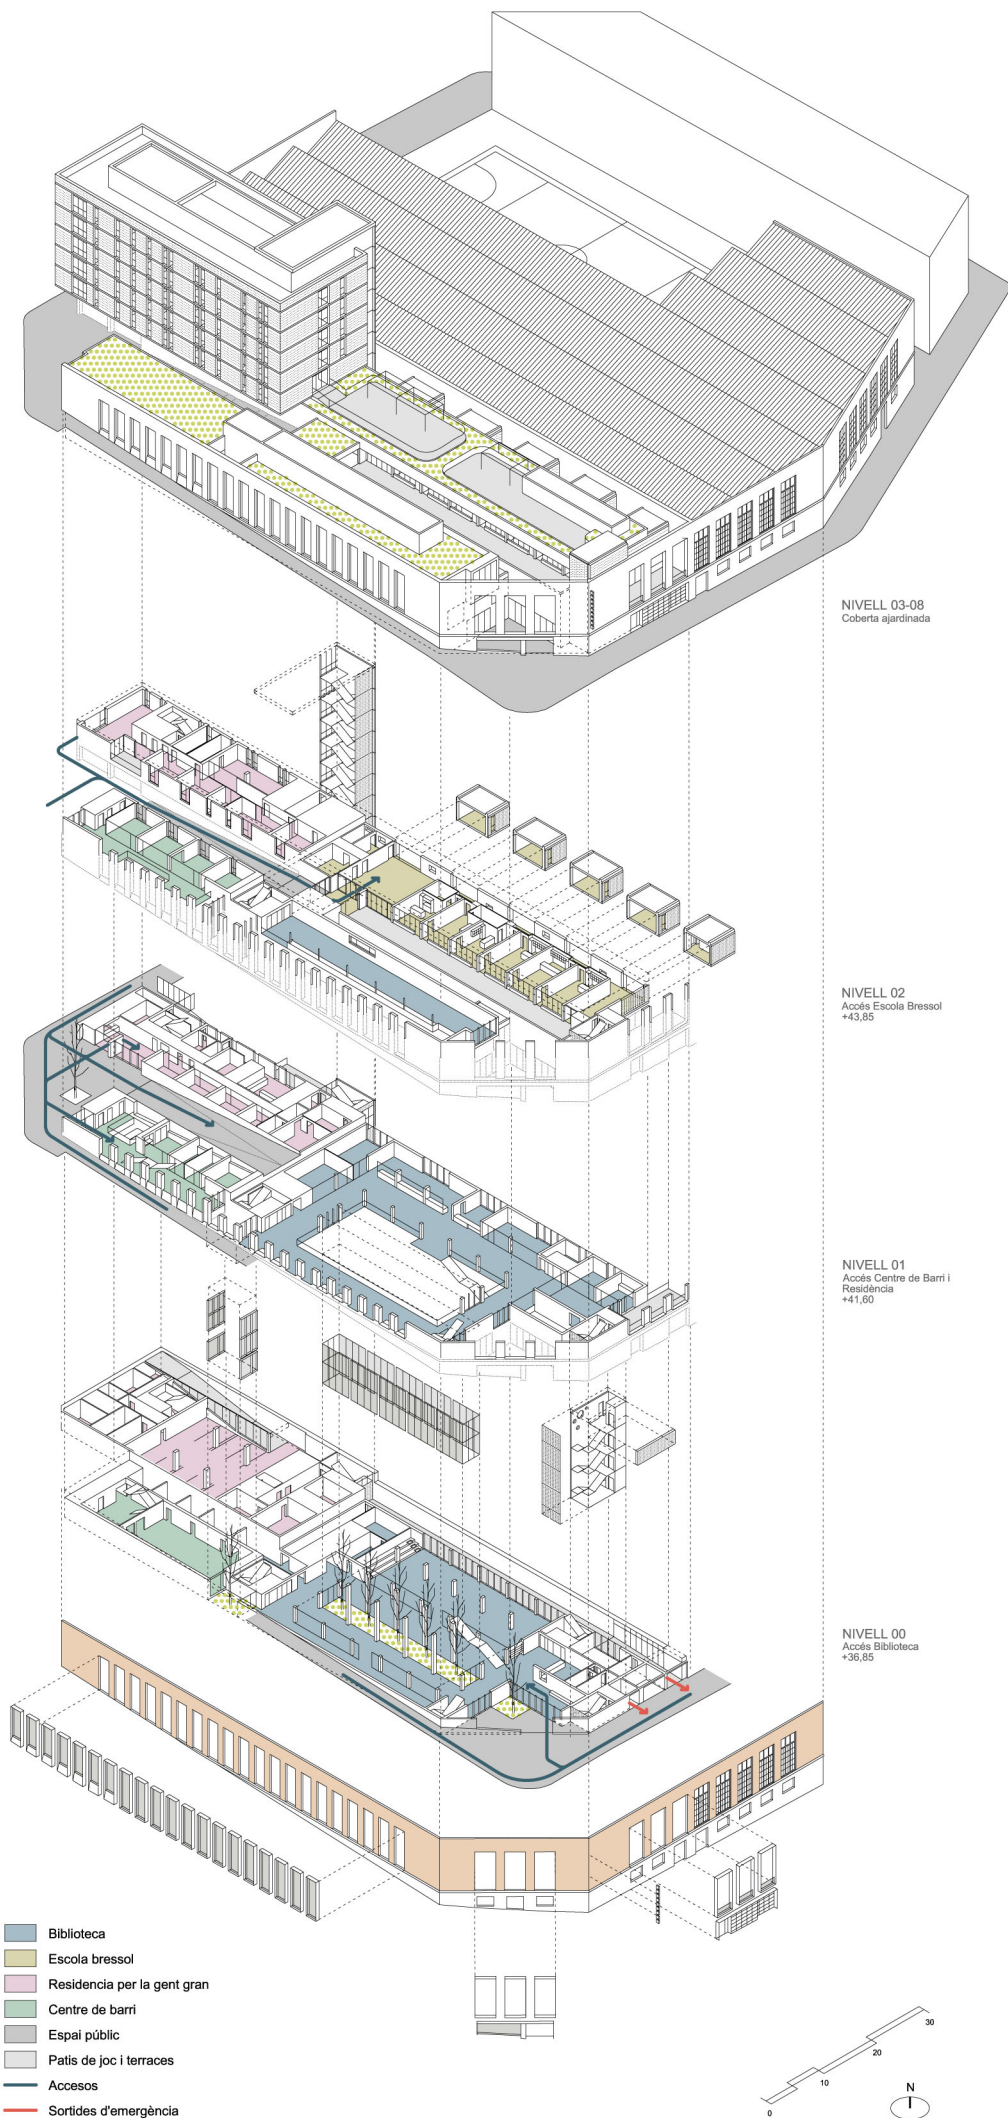 NIVELL 03-08
Coberta ajardinada
NIVELL 02
Accés Escola Bressol
+43,85
NIVELL 01
Accés Centre de Barri i
Residència
+41,60
NIVELL 00
Accés Biblioteca
+36,85
Biblioteca
Escola bressol
Residencia per la gent gran
Centre de barri
Espai públic
Patis de joc i terraces
Accesos
Sortides d'emergència
0
10
20
30
N